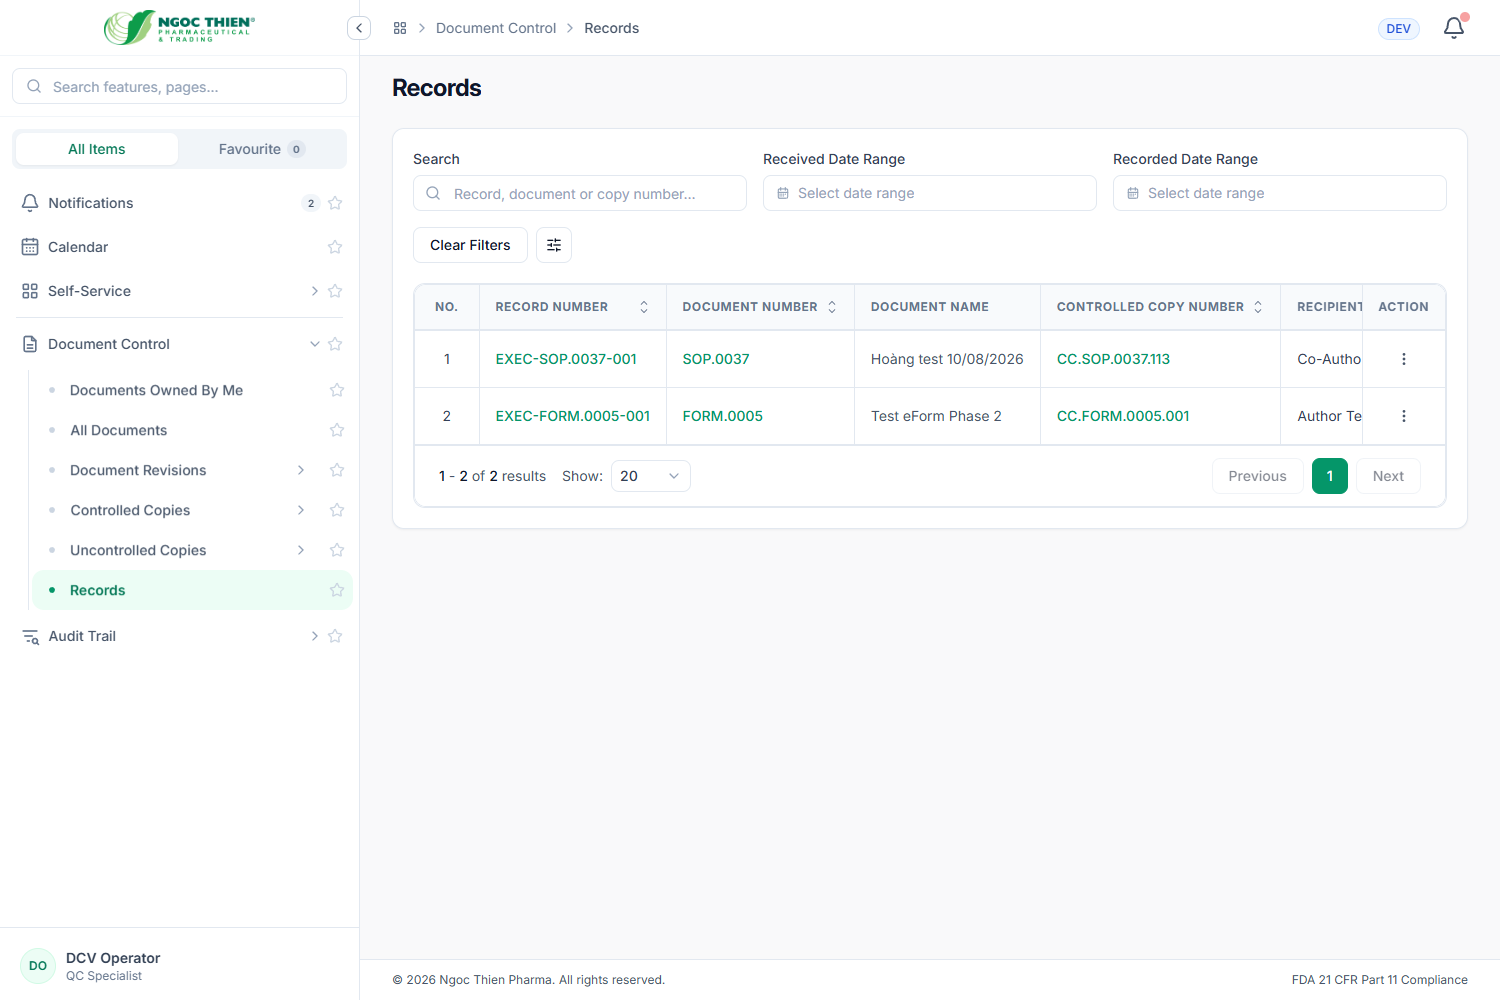 NGOC THIEN®
PHARMACEUTICAL
& TRADING
Document Control
Records
DEV
Search features, pages...
All Items
Favourite 0
Notifications 2
Calendar
Self-Service
Document Control
Documents Owned By Me
All Documents
Document Revisions
Controlled Copies
Uncontrolled Copies
Records
Audit Trail
DO
DCV Operator
QC Specialist
Records
Search
Received Date Range
Recorded Date Range
Record, document or copy number...
Select date range
Select date range
Clear Filters
NO. RECORD NUMBER DOCUMENT NUMBER DOCUMENT NAME CONTROLLED COPY NUMBER RECIPIENT ACTION
1 EXEC-SOP.0037-001 SOP.0037 Hoàng test 10/08/2026 CC.SOP.0037.113 Co-Autho
2 EXEC-FORM.0005-001 FORM.0005 Test eForm Phase 2 CC.FORM.0005.001 Author Te
1 - 2 of 2 results Show: 20 Previous 1 Next
© 2026 Ngoc Thien Pharma. All rights reserved.
FDA 21 CFR Part 11 Compliance